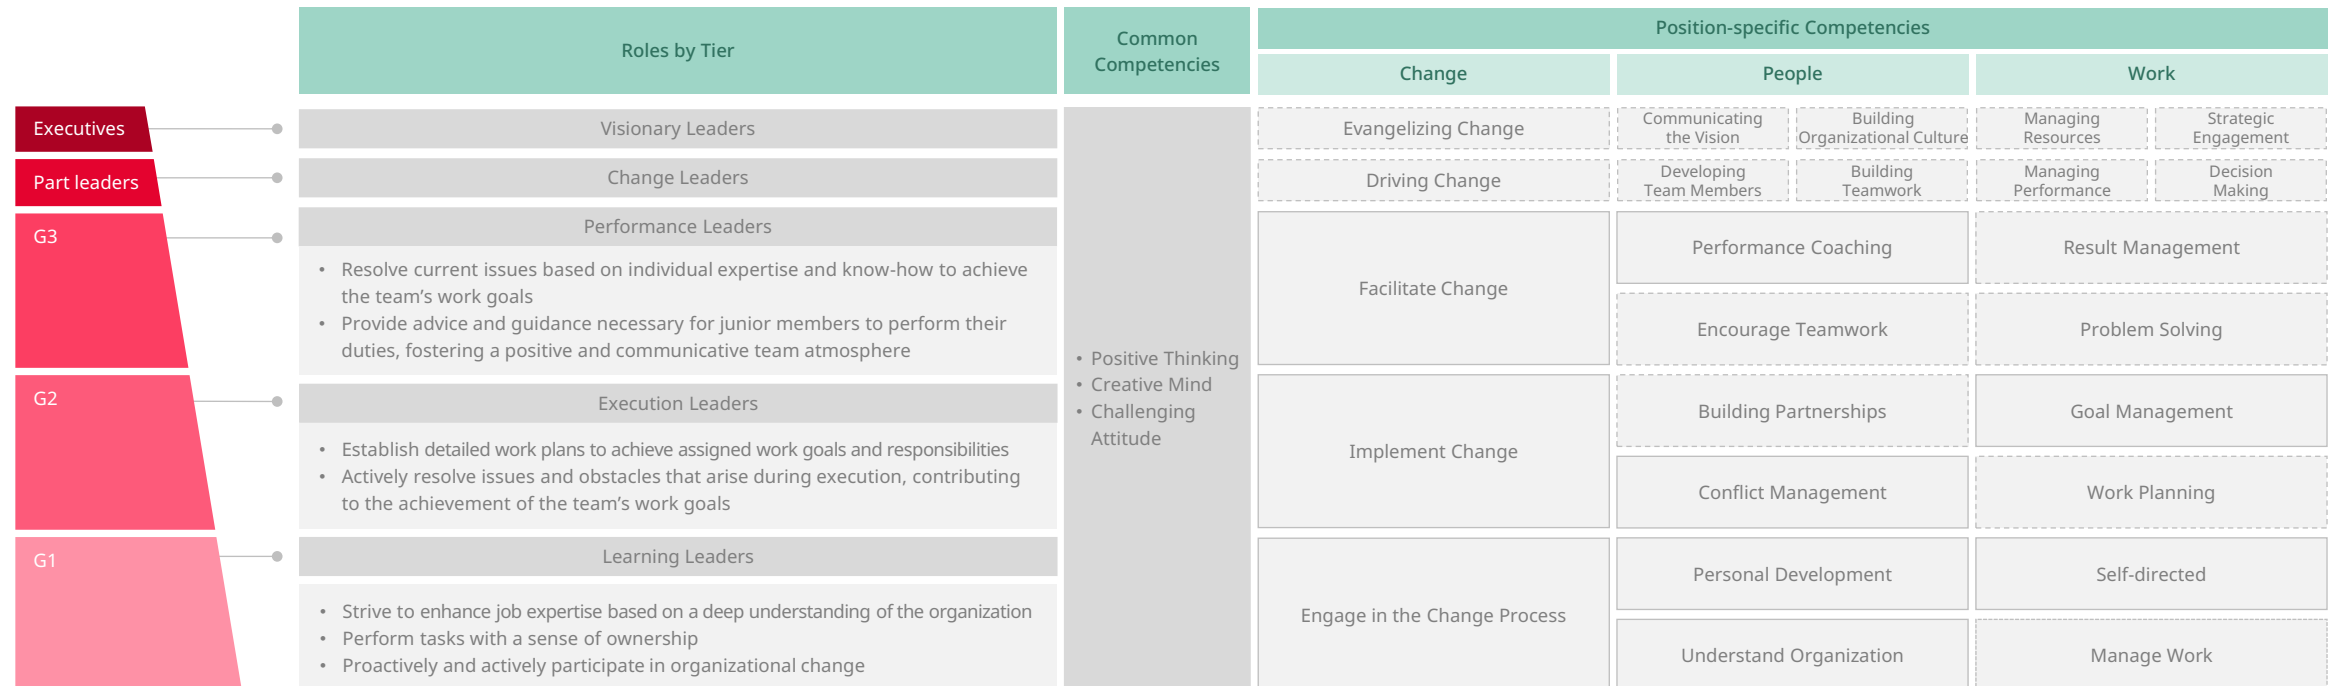 Roles by Tier
Common
Competencies
Position-specific Competencies
Change
People
Work
Executives
Visionary Leaders
Evangelizing Change
Communicating
the Vision
Building
Organizational Culture
Managing
Resources
Strategic
Engagement
Part leaders
Change Leaders
Driving Change
Developing
Team Members
Building
Teamwork
Managing
Performance
Decision
Making
G3
Performance Leaders
• Resolve current issues based on individual expertise and know-how to achieve
the team’s work goals
• Provide advice and guidance necessary for junior members to perform their
duties, fostering a positive and communicative team atmosphere
Facilitate Change
Performance Coaching
Result Management
Encourage Teamwork
Problem Solving
• Positive Thinking
• Creative Mind
• Challenging
Attitude
G2
Execution Leaders
• Establish detailed work plans to achieve assigned work goals and responsibilities
• Actively resolve issues and obstacles that arise during execution, contributing
to the achievement of the team’s work goals
Implement Change
Building Partnerships
Goal Management
Conflict Management
Work Planning
G1
Learning Leaders
• Strive to enhance job expertise based on a deep understanding of the organization
• Perform tasks with a sense of ownership
• Proactively and actively participate in organizational change
Engage in the Change Process
Personal Development
Self-directed
Understand Organization
Manage Work